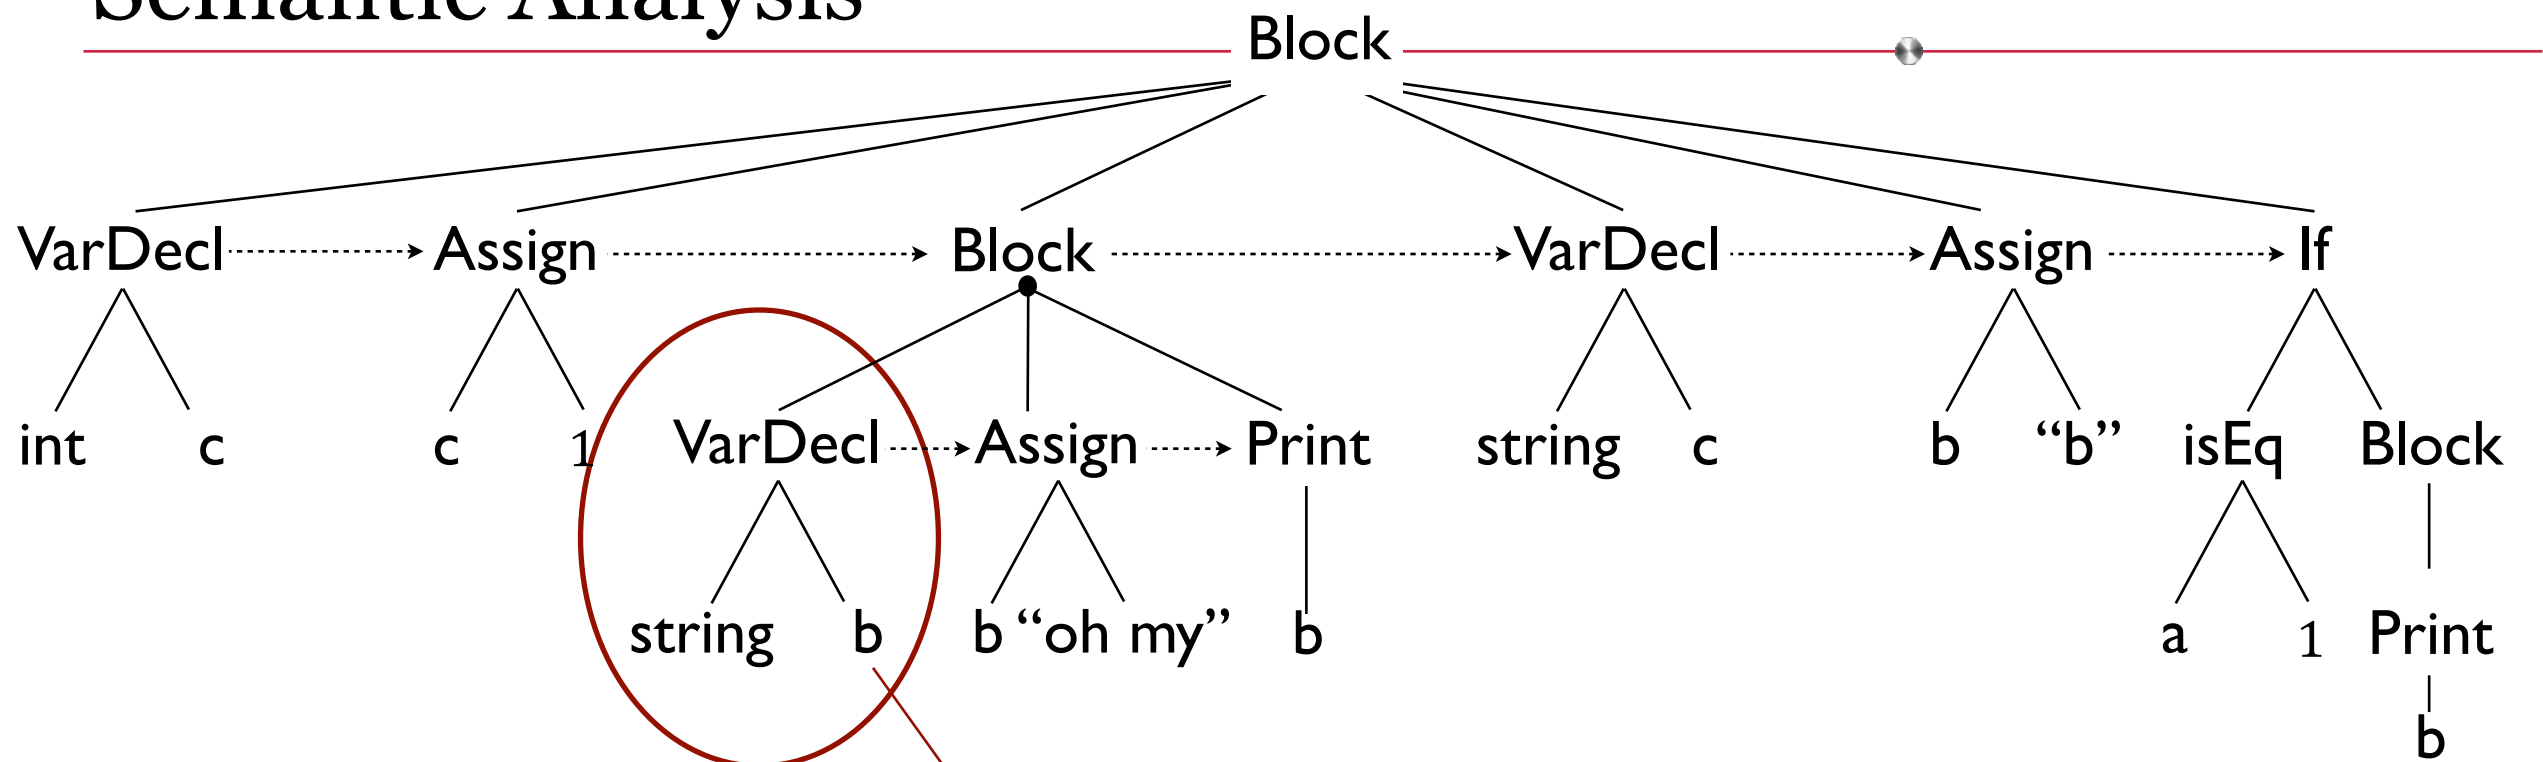 Semantic Analysis
Block
VarDecl Assign Block VarDecl Assign If
int c c 1 VarDecl Assign Print string c b “b” isEq Block
string b b “oh my” b a 1 Print
b